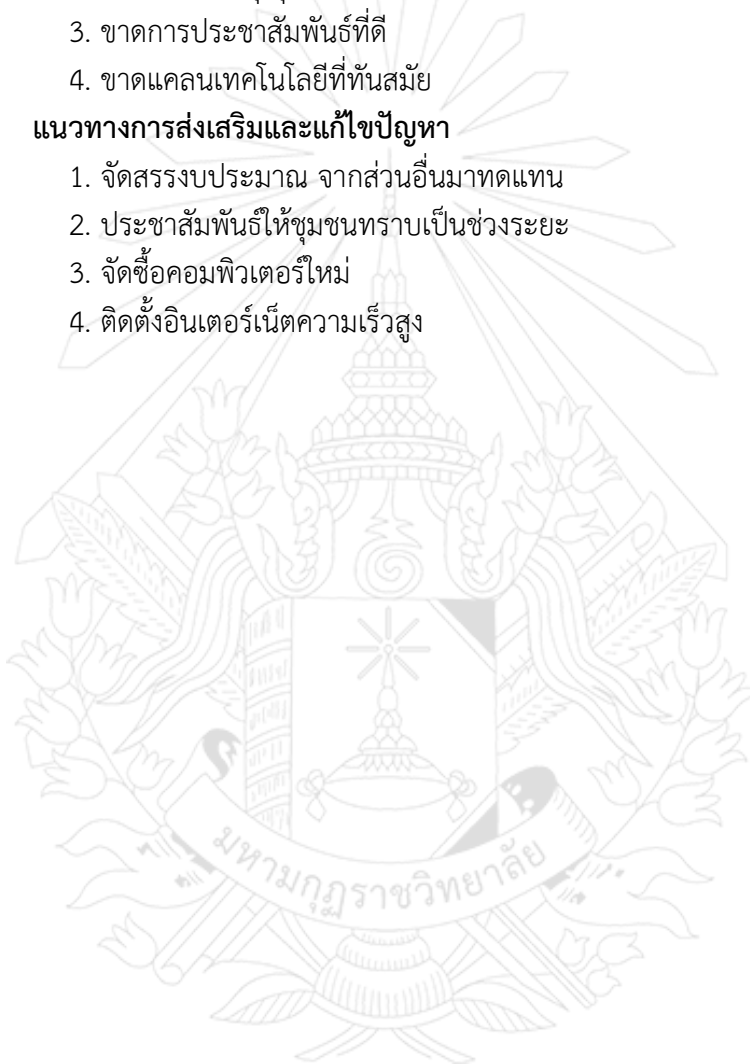 3. ขาดการประชาสัมพันธ์ที่ดี
4. ขาดแคลนเทคโนโลยีที่ทันสมัย
แนวทางการส่งเสริมและแก้ไขปัญหา
1. จัดสรรงบประมาณ จากส่วนอื่นมาทดแทน
2. ประชาสัมพันธ์ให้ชุมชนทราบเป็นช่วงระยะ
3. จัดซื้อคอมพิวเตอร์ใหม่
4. ติดตั้งอินเตอร์เน็ตความเร็วสูง
มหามกุฏราชวิทยาลัย